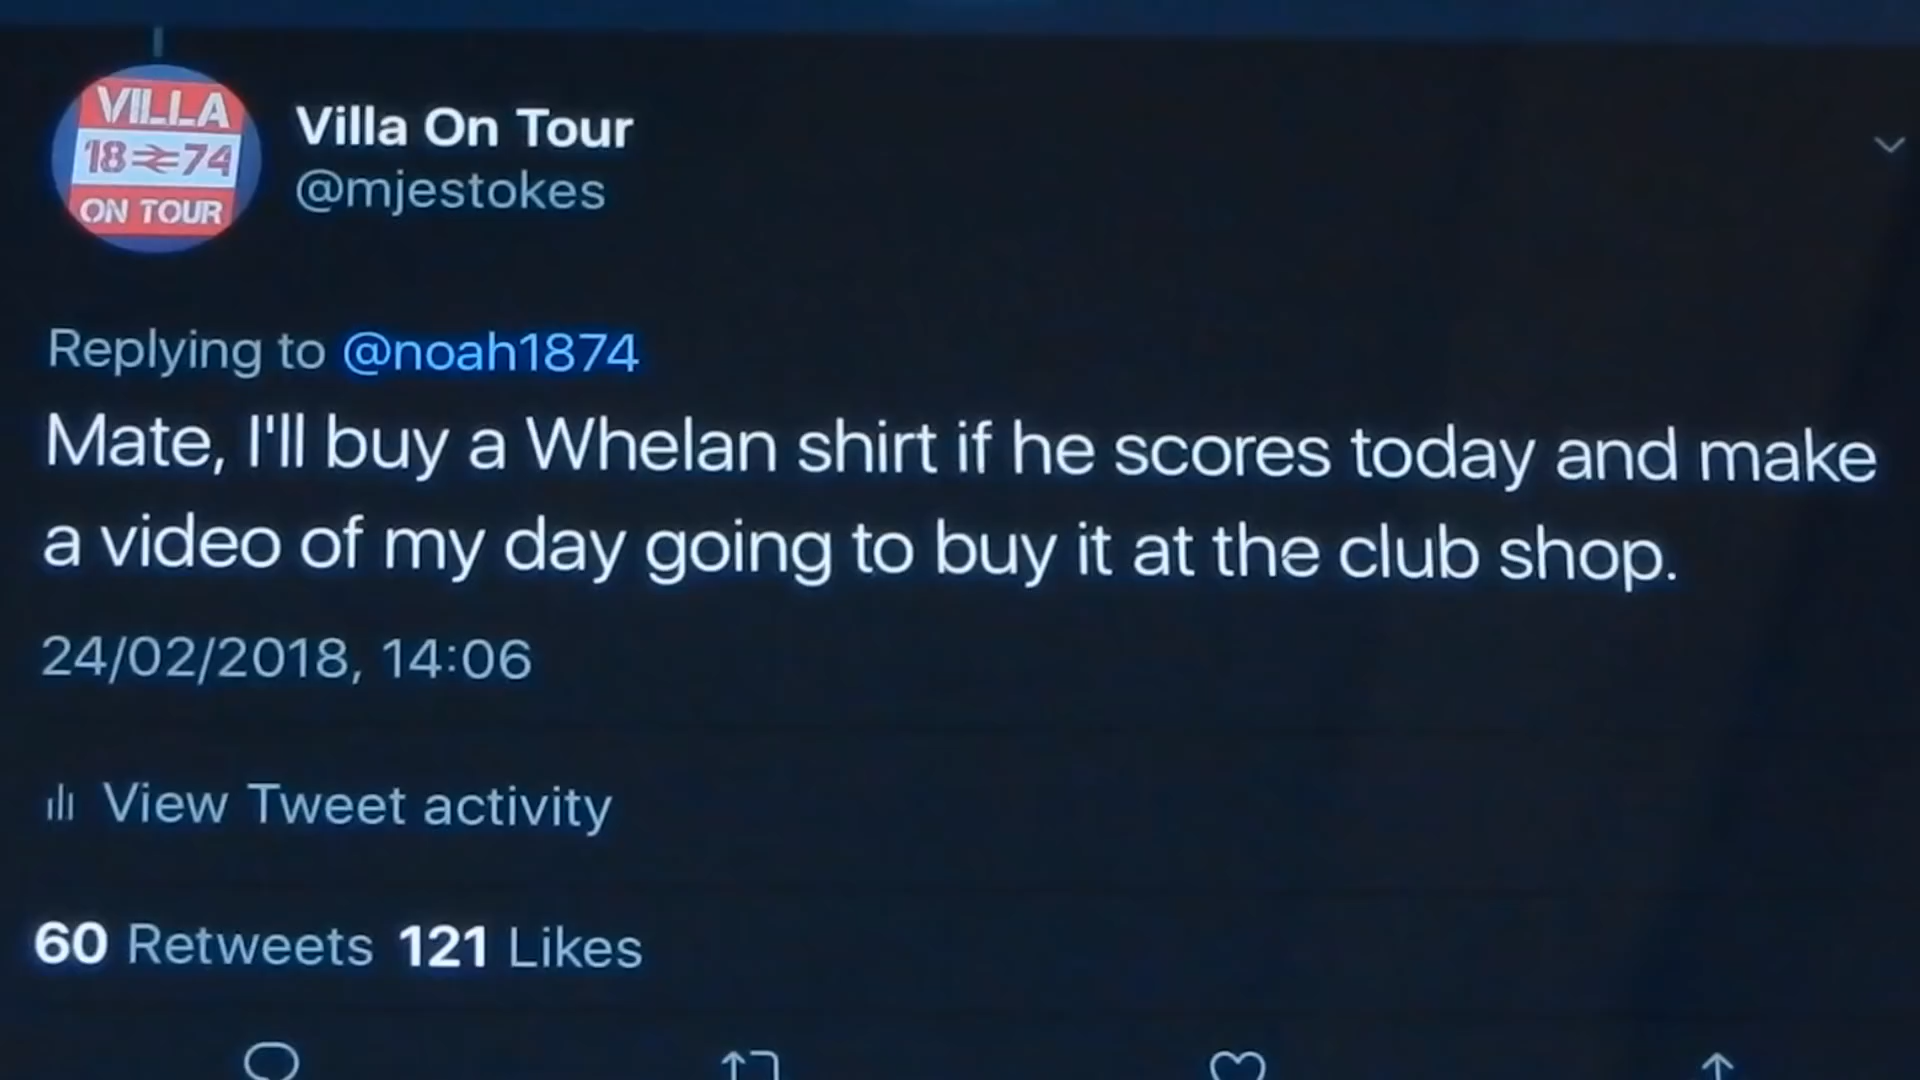 VILLA
18 74
ON TOUR
Villa On Tour
@mjestokes
Replying to @noah1874
Mate, I'll buy a Whelan shirt if he scores today and make
a video of my day going to buy it at the club shop.
24/02/2018, 14:06
View Tweet activity
60 Retweets 121 Likes